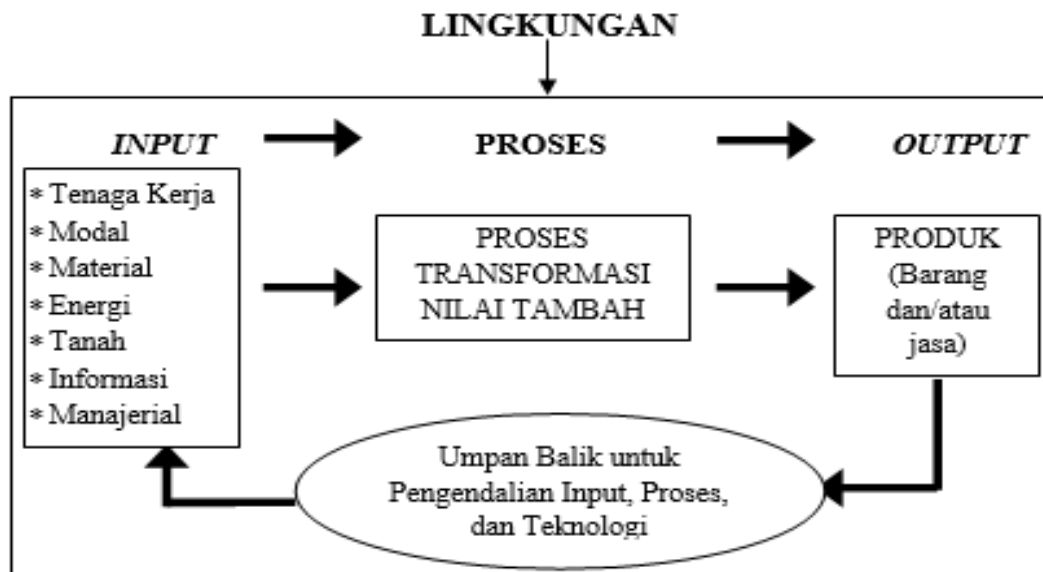 LINGKUNGAN
INPUT
PROSES
OUTPUT
* Tenaga Kerja
* Modal
* Material
* Energi
* Tanah
* Informasi
* Manajerial
PROSES
TRANSFORMASI
NILAI TAMBAH
PRODUK
(Barang
dan/atau
jasa)
Umpan Balik untuk
Pengendalian Input, Proses,
dan Teknologi